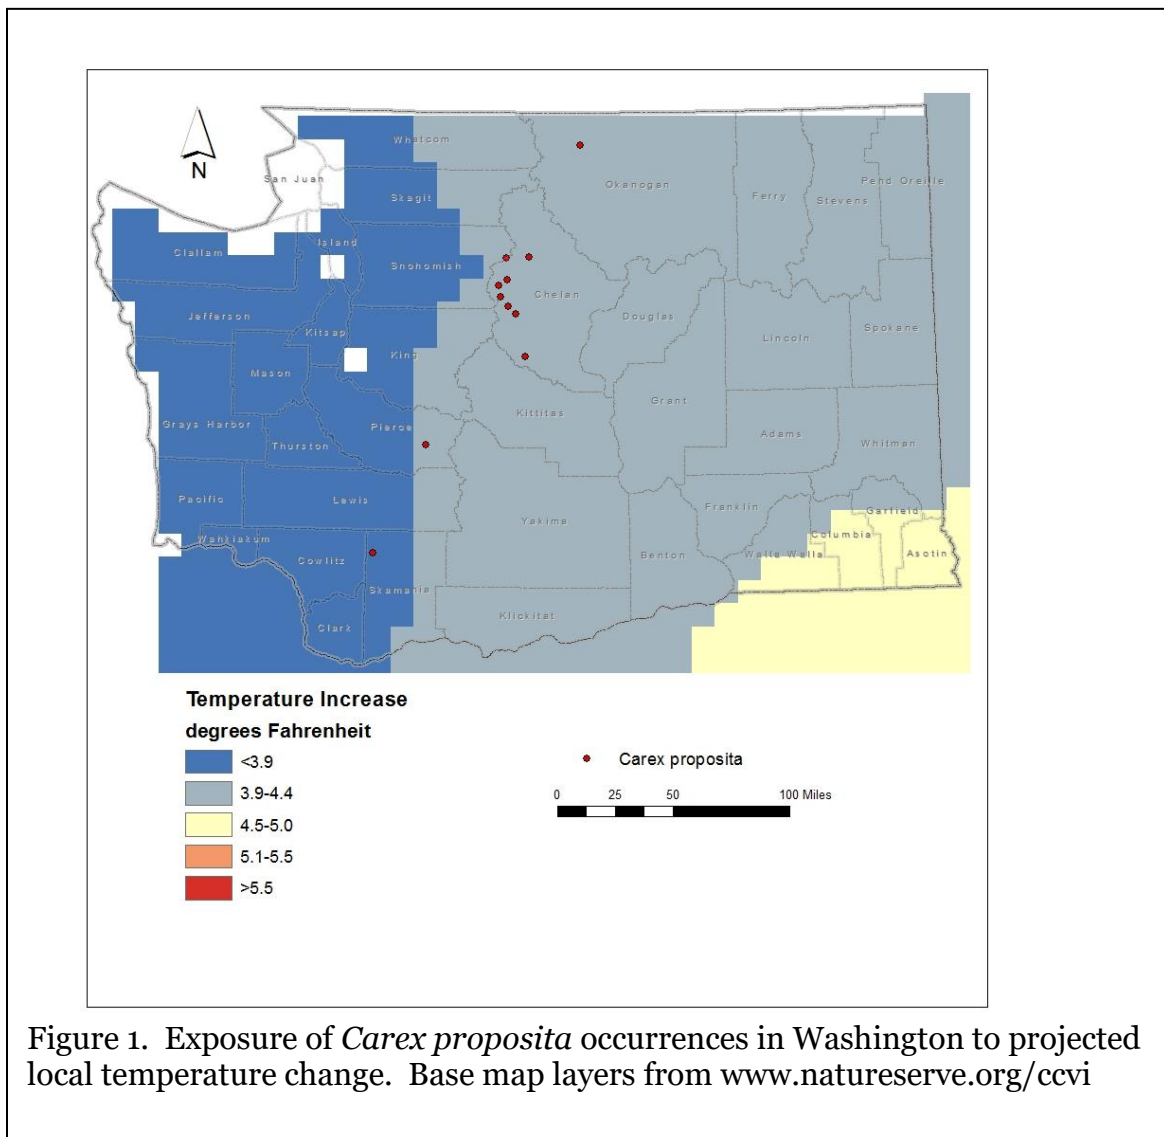 N
Whatcom
San Juan
Okanogan
Pend Oreille
Skagit
Ferry
Stevens
Island
Clallam
Snohomish
Chelan
Jefferson
Douglas
Spokane
Kitsap
Lincoln
King
Mason
Grant
Kittitas
Grays Harbor
Pierce
Adams
Thurston
Whitman
Pacific
Lewis
Franklin
Garfield
Yakima
Wahkiakum
Columbia
Cowlitz
Benton
Walla Walla
Asotin
Skamania
Klickitat
Clark
Temperature Increase
degrees Fahrenheit
<3.9
3.9-4.4
4.5-5.0
5.1-5.5
>5.5
Carex proposita
0 25 50 100 Miles
Figure 1. Exposure of Carex proposita occurrences in Washington to projected
local temperature change. Base map layers from www.natureserve.org/ccvi